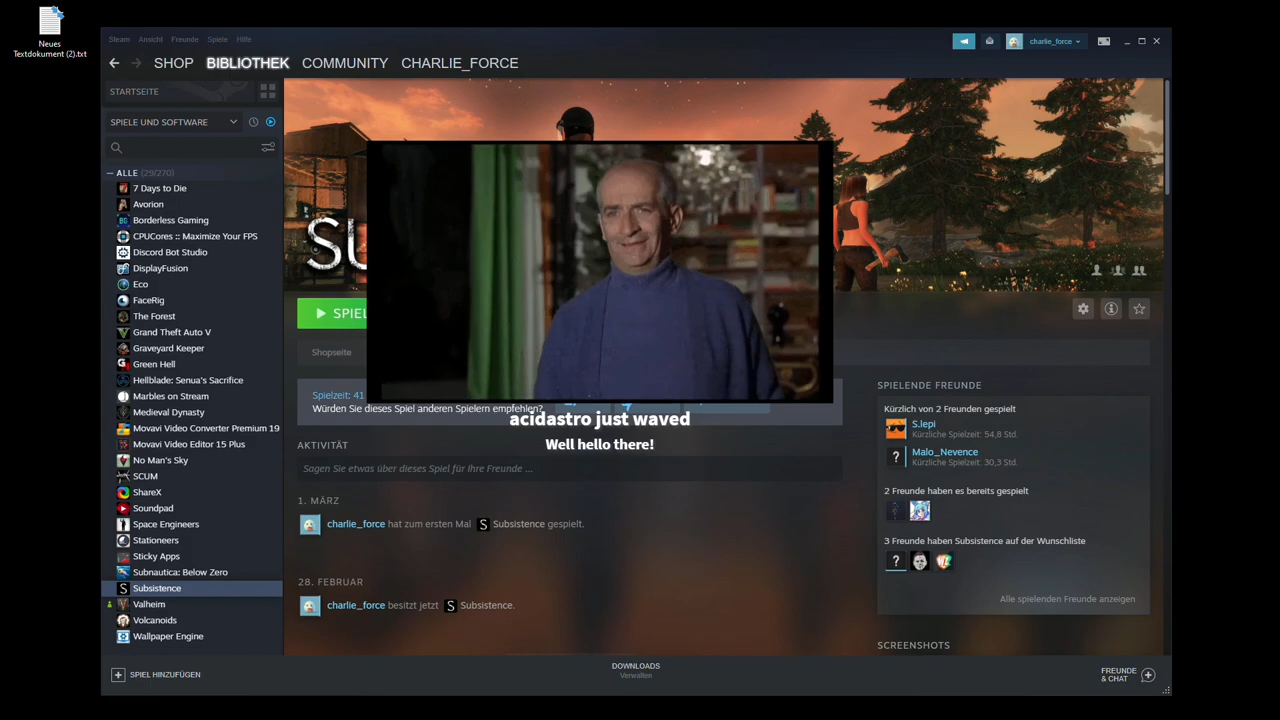 Neues
Textdokument (2).txt
Steam Ansicht Freunde Spiele Hilfe
charlie_force
SHOP BIBLIOTHEK COMMUNITY CHARLIE_FORCE
STARTSEITE
SPIELE UND SOFTWARE
ALLE (29/270)
7 Days to Die
Avorion
Borderless Gaming
CPUCores :: Maximize Your FPS
Discord Bot Studio
DisplayFusion
Eco
FaceRig
The Forest
Grand Theft Auto V
Graveyard Keeper
Green Hell
Hellblade: Senua's Sacrifice
Marbles on Stream
Medieval Dynasty
Movavi Video Converter Premium 19
Movavi Video Editor 15 Plus
No Man's Sky
SCUM
ShareX
Soundpad
Space Engineers
Stationeers
Sticky Apps
Subnautica: Below Zero
Subsistence
Valheim
Volcanoids
Wallpaper Engine
SPIEL HINZUFÜGEN
SU
SPIEL
Shopseite
Spielzeit: 41
Würden Sie dieses Spiel anderen Spielern empfehlen?
acidastro just waved
Well hello there!
AKTIVITÄT
Sagen Sie etwas über dieses Spiel für Ihre Freunde ...
1. MÄRZ
charlie_force hat zum ersten Mal S Subsistence gespielt.
28. FEBRUAR
charlie_force besitzt jetzt S Subsistence.
SPIELENDE FREUNDE
Kürzlich von 2 Freunden gespielt
S.lepi
Kürzliche Spielzeit: 54,8 Std.
Malo_Nevence
Kürzliche Spielzeit: 30,3 Std.
2 Freunde haben es bereits gespielt
3 Freunde haben Subsistence auf der Wunschliste
Alle spielenden Freunde anzeigen
SCREENSHOTS
DOWNLOADS
Verwalten
FREUNDE
& CHAT